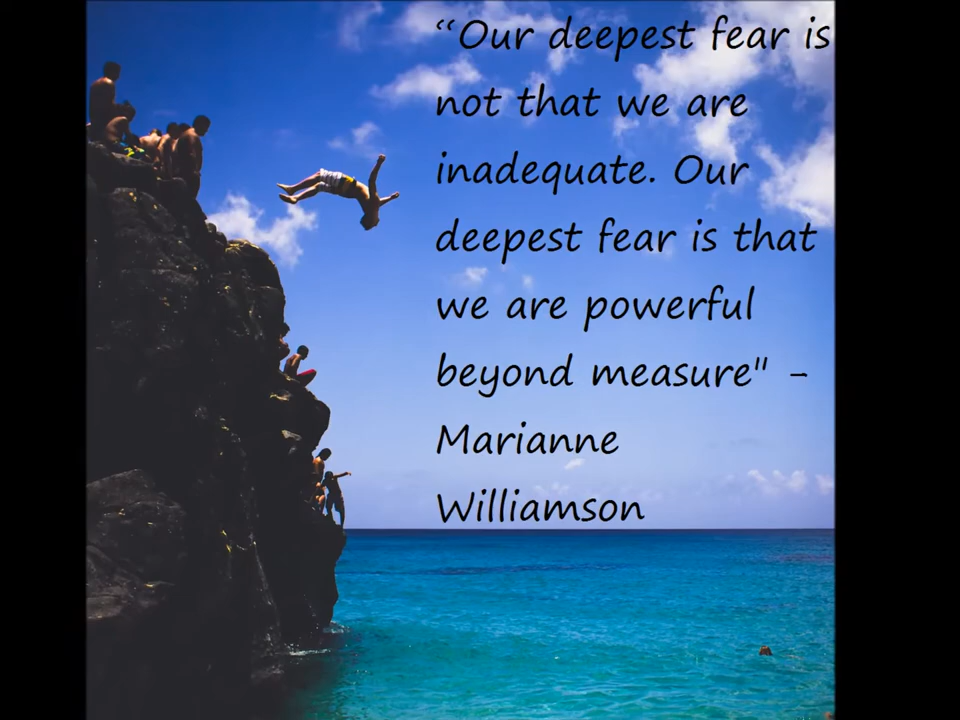 “Our deepest fear is
not that we are
inadequate. Our
deepest fear is that
we are powerful
beyond measure" -
Marianne
Williamson